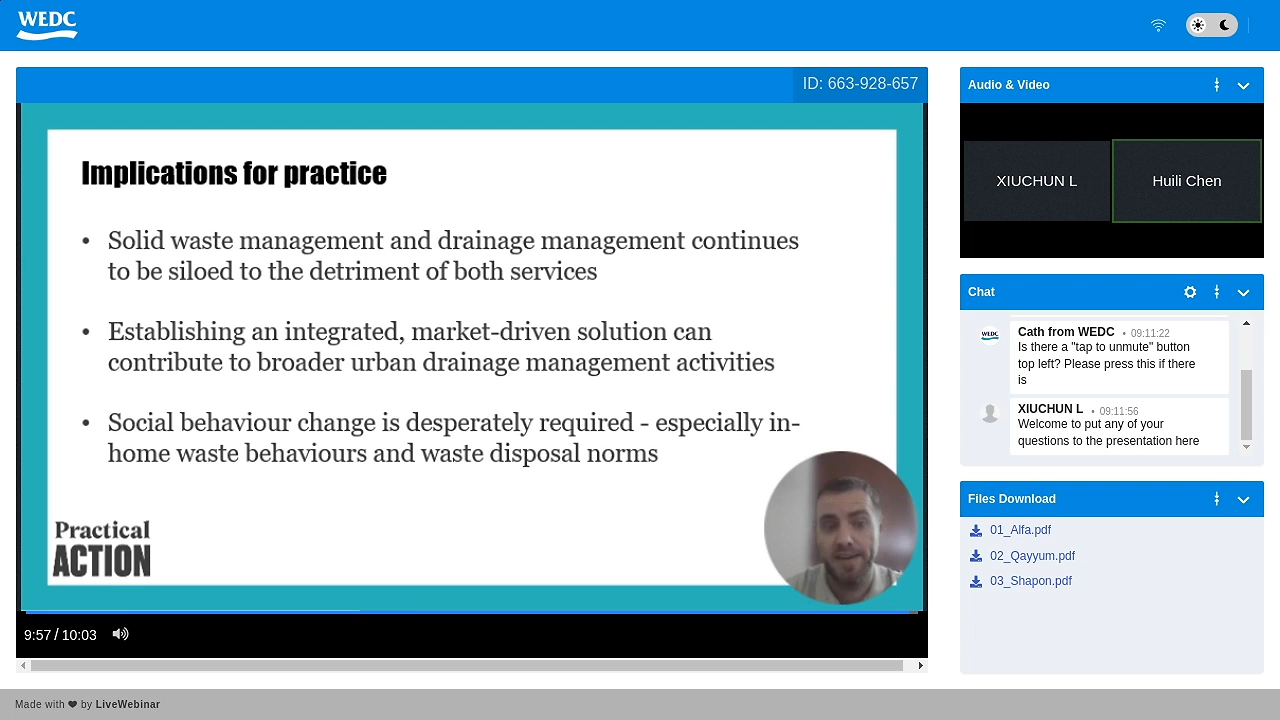 WEDC
ID: 663-928-657
Implications for practice
• Solid waste management and drainage management continues
to be siloed to the detriment of both services
• Establishing an integrated, market-driven solution can
contribute to broader urban drainage management activities
• Social behaviour change is desperately required - especially in-
home waste behaviours and waste disposal norms
Practical
ACTION
9:57 / 10:03
Audio & Video
XIUCHUN L
Huili Chen
Chat
WEDC
Cath from WEDC • 09:11:22
Is there a "tap to unmute" button
top left? Please press this if there
is
XIUCHUN L • 09:11:56
Welcome to put any of your
questions to the presentation here
Files Download
01_Alfa.pdf
02_Qayyum.pdf
03_Shapon.pdf
Made with ❤ by LiveWebinar